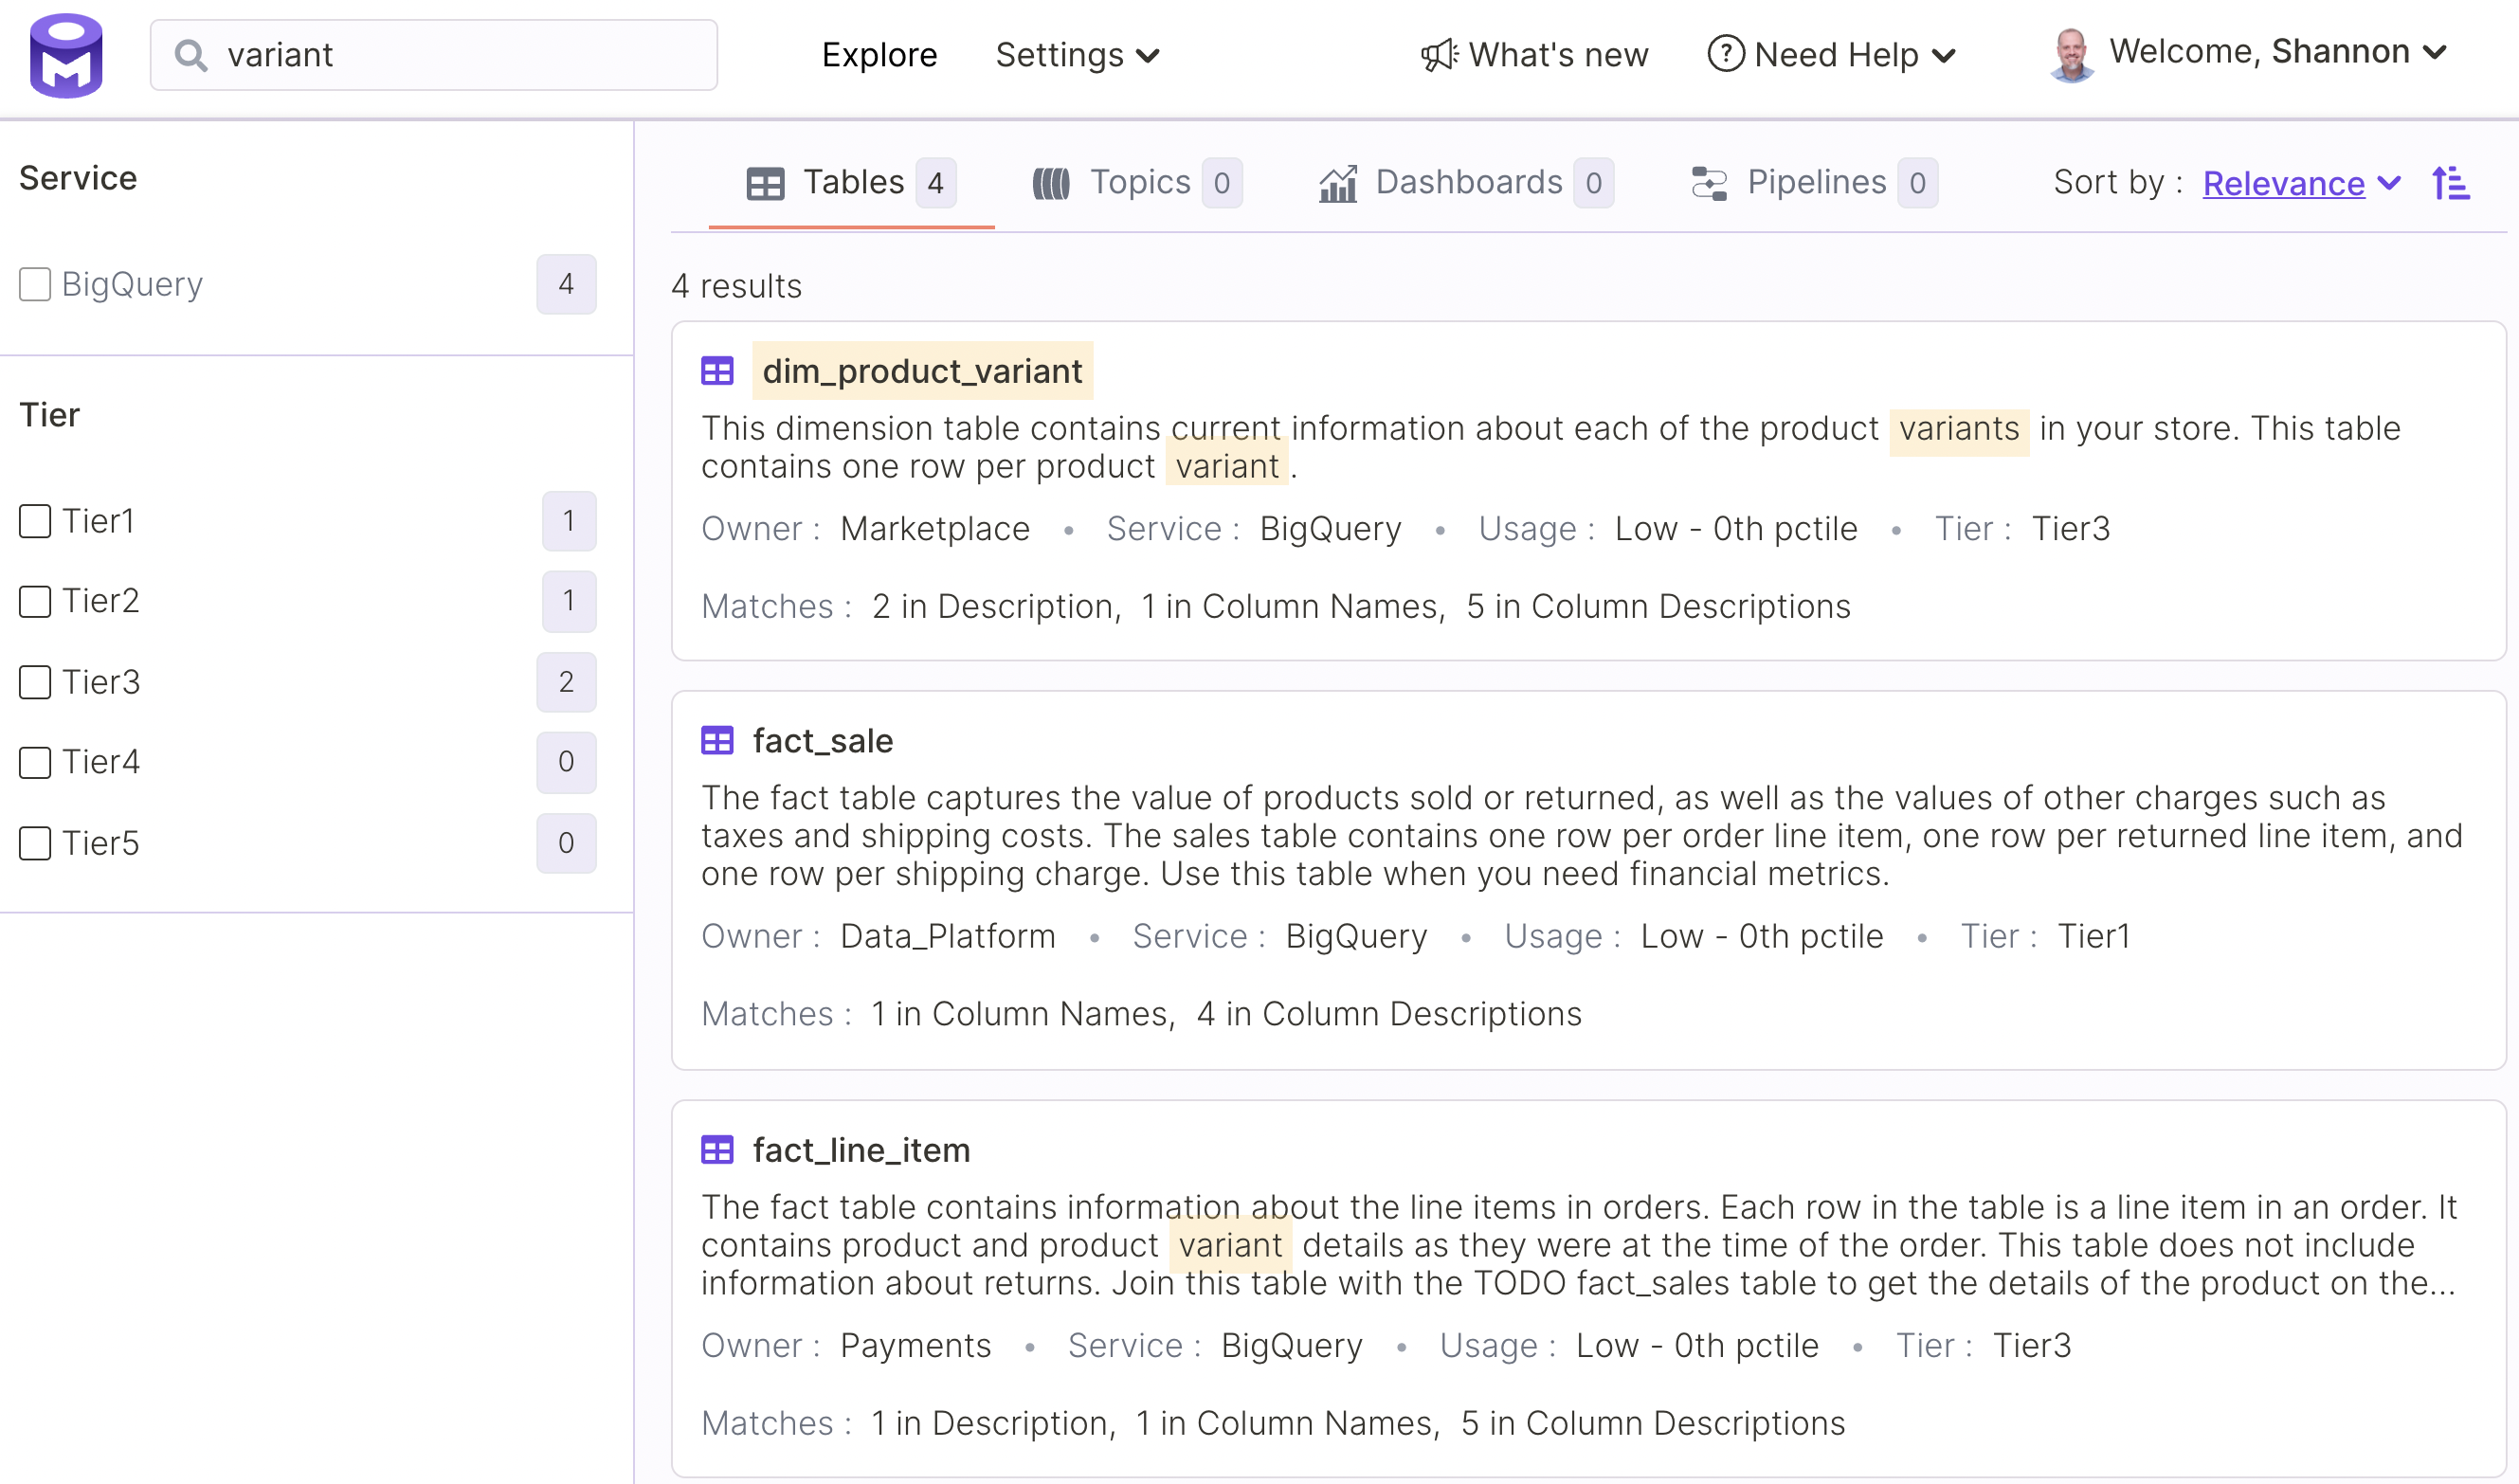 variant
Explore
Settings
What's new
Need Help
Welcome, Shannon
Service
BigQuery 4
Tier
Tier1 1
Tier2 1
Tier3 2
Tier4 0
Tier5 0
Tables 4
Topics 0
Dashboards 0
Pipelines 0
Sort by : Relevance
4 results
dim_product_variant
This dimension table contains current information about each of the product variants in your store. This table
contains one row per product variant .
Owner : Marketplace • Service : BigQuery • Usage : Low - 0th pctile • Tier : Tier3
Matches : 2 in Description, 1 in Column Names, 5 in Column Descriptions
fact_sale
The fact table captures the value of products sold or returned, as well as the values of other charges such as
taxes and shipping costs. The sales table contains one row per order line item, one row per returned line item, and
one row per shipping charge. Use this table when you need financial metrics.
Owner : Data_Platform • Service : BigQuery • Usage : Low - 0th pctile • Tier : Tier1
Matches : 1 in Column Names, 4 in Column Descriptions
fact_line_item
The fact table contains information about the line items in orders. Each row in the table is a line item in an order. It
contains product and product variant details as they were at the time of the order. This table does not include
information about returns. Join this table with the TODO fact_sales table to get the details of the product on the...
Owner : Payments • Service : BigQuery • Usage : Low - 0th pctile • Tier : Tier3
Matches : 1 in Description, 1 in Column Names, 5 in Column Descriptions